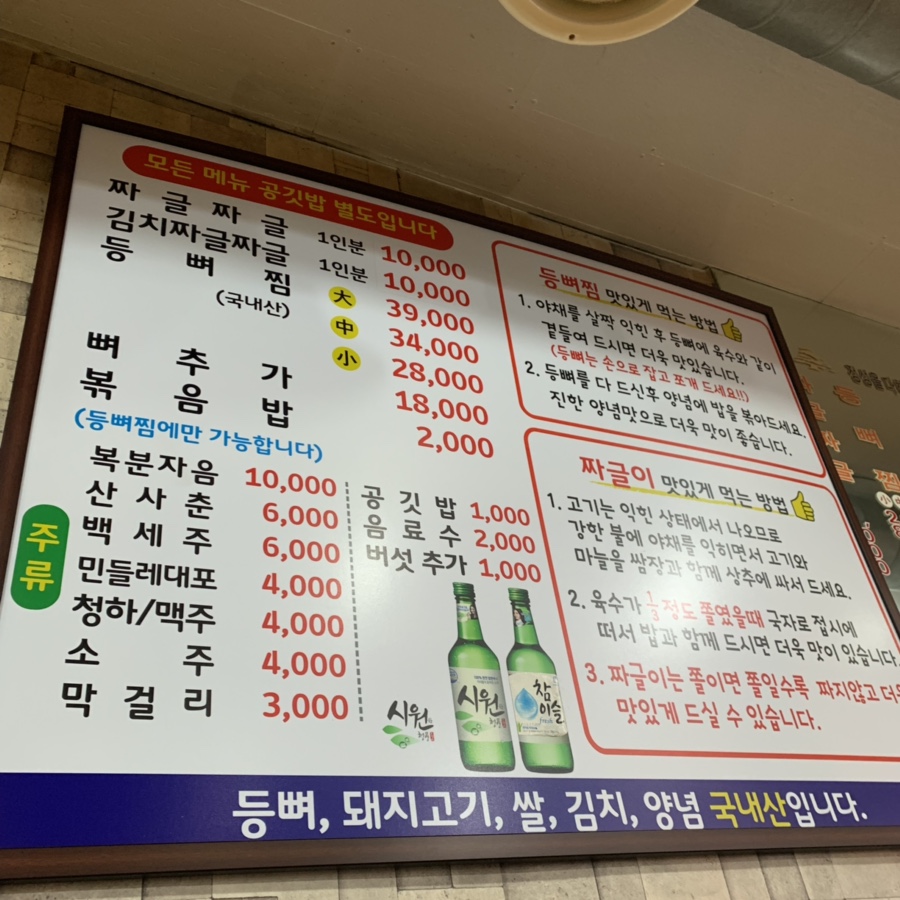 모든 메뉴 공깃밥 별도입니다
짜글짜글 1인분 10,000
김치짜글짜글 1인분 10,000
등뼈찜 大 39,000
(국내산) 中 34,000
小 28,000
뼈추가 18,000
볶음밥 2,000
(등뼈찜에만 가능합니다)
주류
복분자음 10,000
산사춘 6,000
백세주 6,000
민들레대포 4,000
청하/맥주 4,000
소주 4,000
막걸리 3,000
공깃밥 1,000
음료수 2,000
버섯추가 1,000
시원
청주
시원
청주
참이슬
fresh
등뼈찜 맛있게 먹는 방법
1. 야채를 살짝 익힌 후 등뼈에 육수와 같이
곁들여 드시면 더욱 맛있습니다.
(등뼈는 손으로 잡고 쪼개 드세요!!)
2. 등뼈를 다 드신후 양념에 밥을 볶아드세요.
진한 양념맛으로 더욱 맛이 좋습니다.
짜글이 맛있게 먹는 방법
1. 고기는 익힌 상태에서 나오므로
강한 불에 야채를 익히면서 고기와
마늘을 쌈장과 함께 상추에 싸서 드세요.
2. 육수가 정도 쫄였을때 국자로 접시에
떠서 밥과 함께 드시면 더욱 맛이 있습니다.
3. 짜글이는 쫄이면 쫄일수록 짜지않고 더
맛있게 드실 수 있습니다.
등뼈, 돼지고기, 쌀, 김치, 양념 국내산입니다.